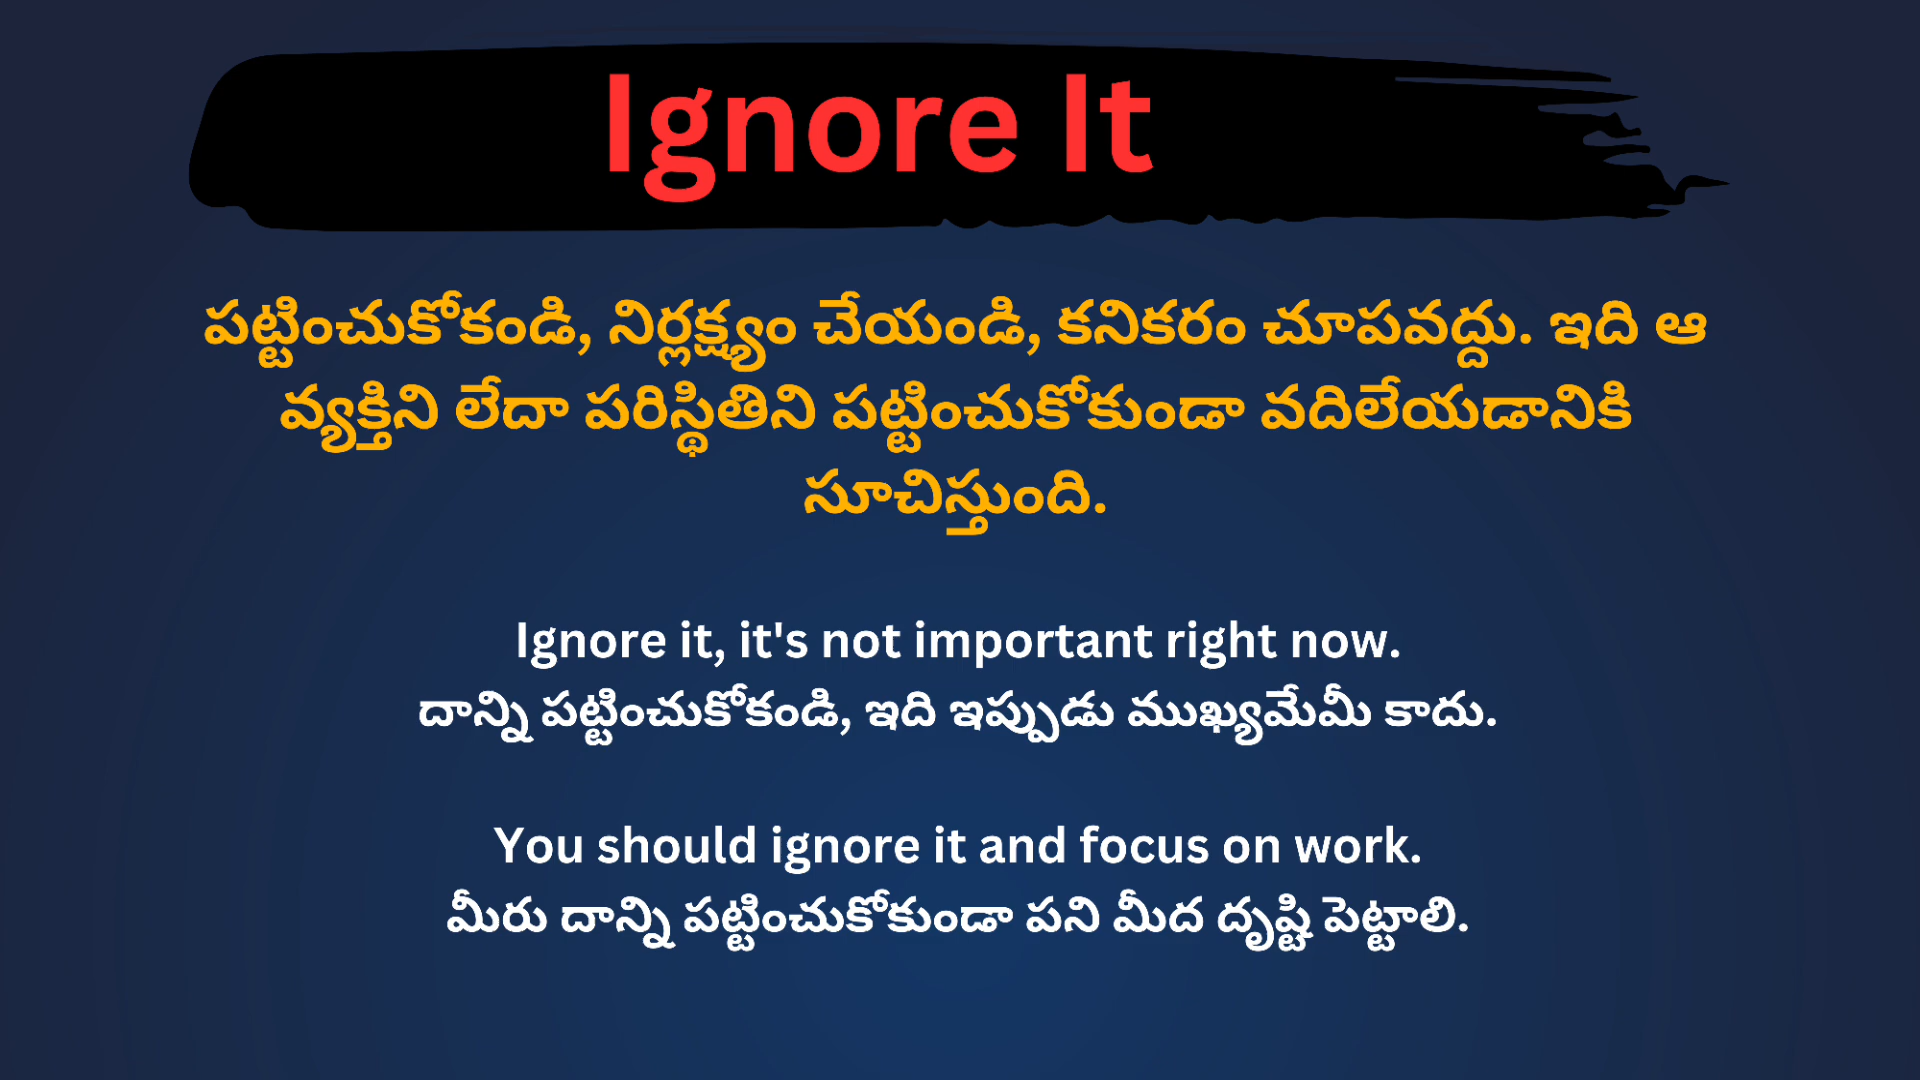 Ignore It
పట్టించుకోకండి, నిర్లక్ష్యం చేయండి, కనికరం చూపవద్దు. ఇది ఆ
వ్యక్తిని లేదా పరిస్థితిని పట్టించుకోకుండా వదిలేయడానికి
సూచిస్తుంది.
Ignore it, it's not important right now.
దాన్ని పట్టించుకోకండి, ఇది ఇప్పుడు ముఖ్యమేమీ కాదు.
You should ignore it and focus on work.
మీరు దాన్ని పట్టించుకోకుండా పని మీద దృష్టి పెట్టాలి.